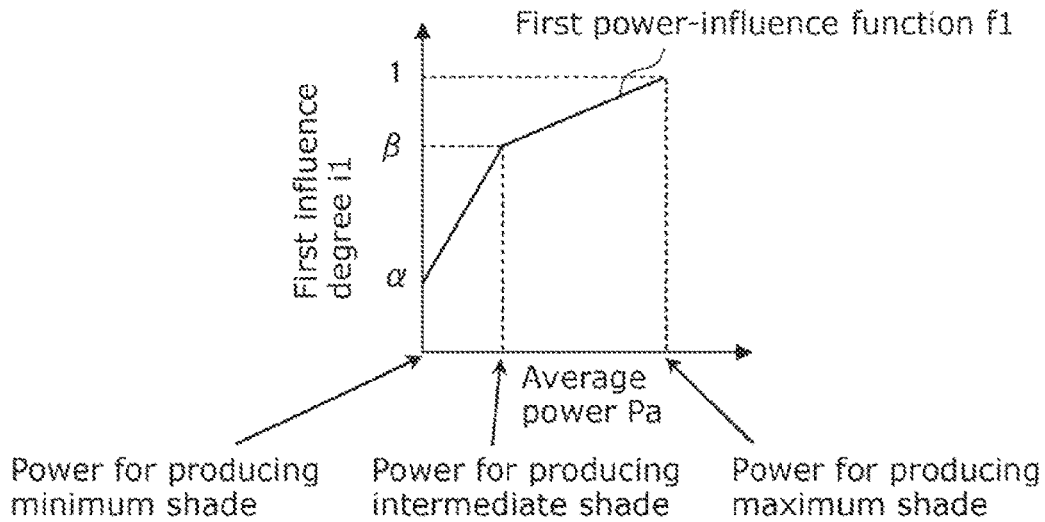 First power-influence function f1
1
β
α
First influence
degree i1
Average
power Pa
Power for producing
minimum shade
Power for producing
intermediate shade
Power for producing
maximum shade